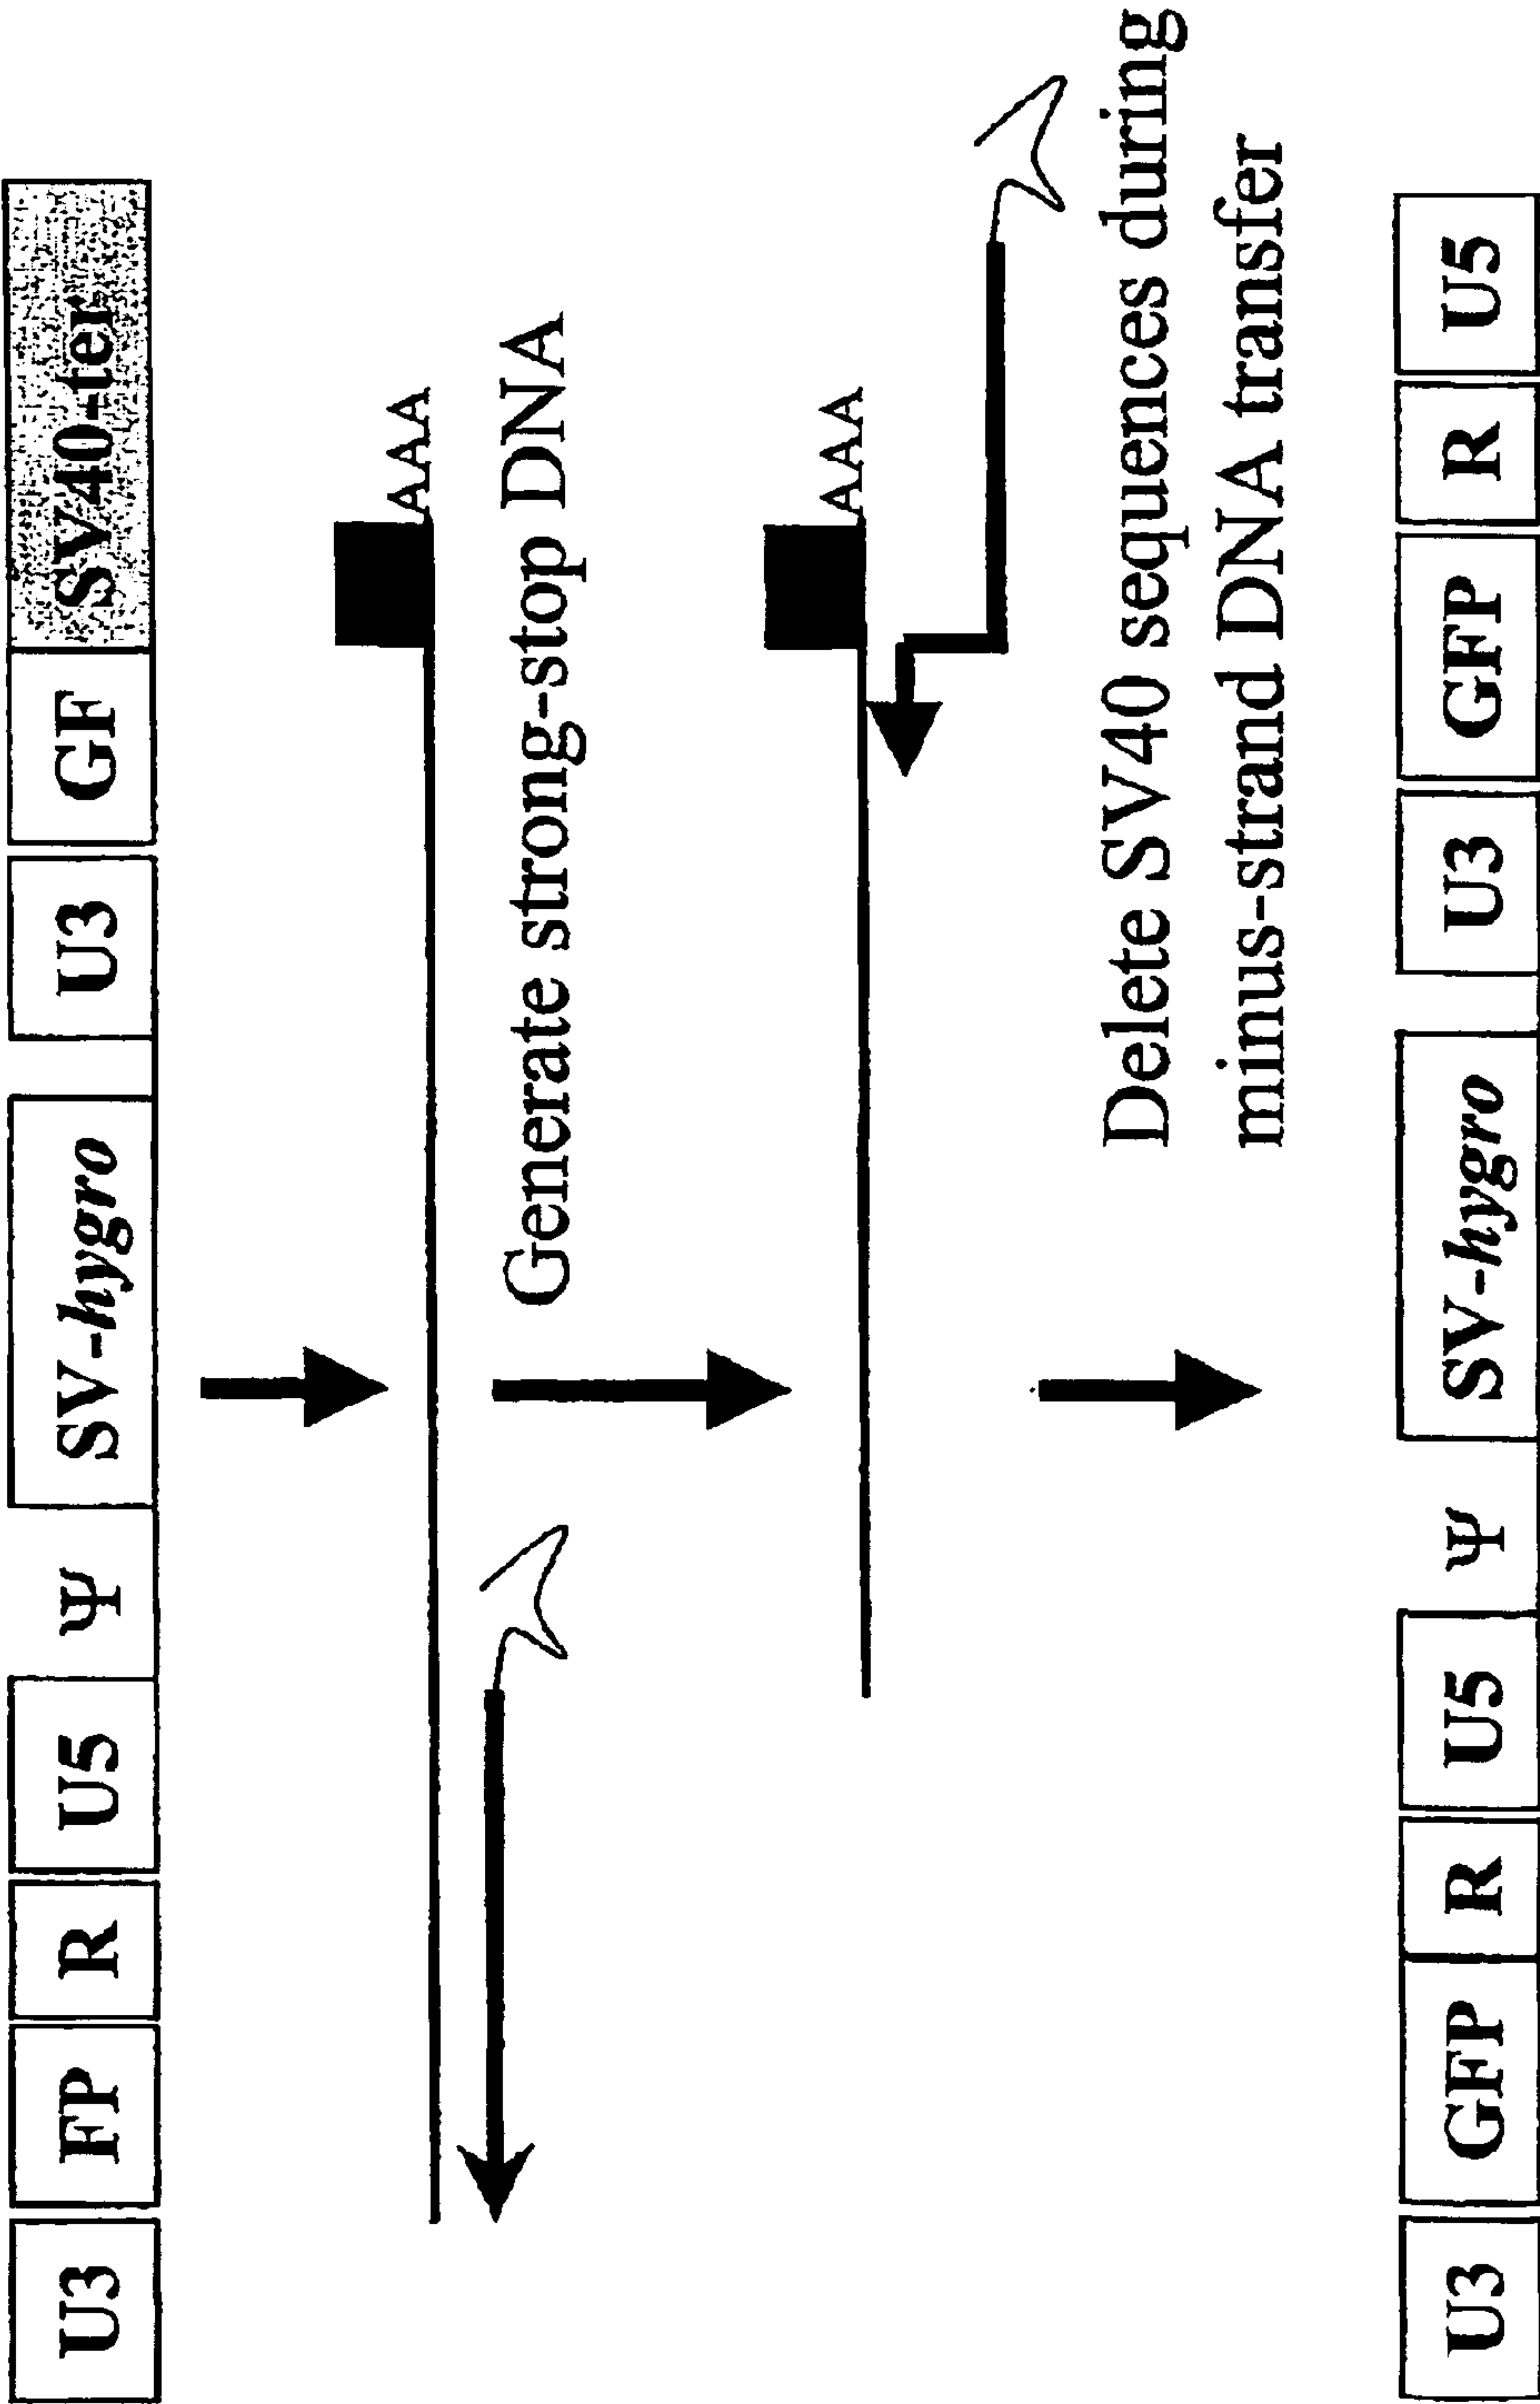 U3 FP R U5 Ψ SV-hygro U3 GF SV40-ter
AAA
Generate strong-stop DNA
AAA
Delete SV40 sequences during
minus-strand DNA transfer
U3 GFP R U5 Ψ SV-hygro U3 GFP R U5